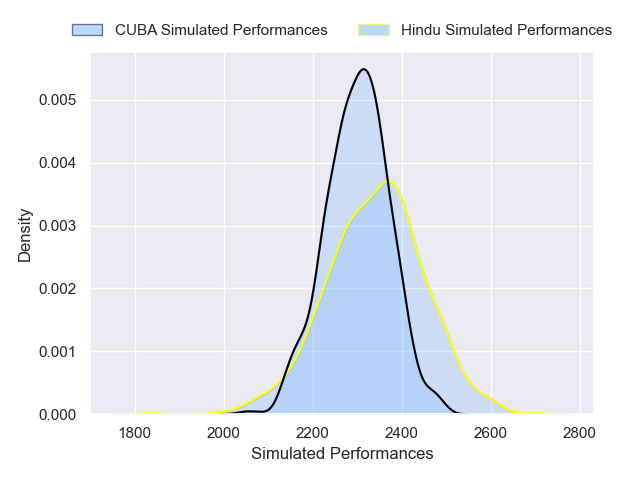 CUBA Simulated Performances
Hindu Simulated Performances
0.005
0.004
0.003
0.002
0.001
0.000
1800 2000 2200 2400 2600 2800
Density
Simulated Performances